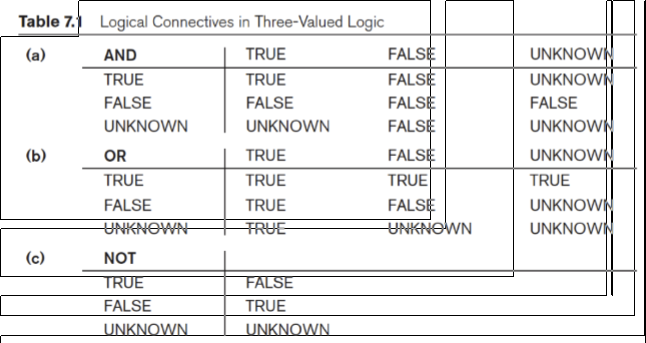 Table 7.1 Logical Connectives in Three-Valued Logic
(a) AND TRUE FALSE UNKNOWN
TRUE TRUE FALSE UNKNOWN
FALSE FALSE FALSE FALSE
UNKNOWN UNKNOWN FALSE UNKNOWN
(b) OR TRUE FALSE UNKNOWN
TRUE TRUE TRUE TRUE
FALSE TRUE FALSE UNKNOWN
UNKNOWN TRUE UNKNOWN UNKNOWN
(c) NOT
TRUE FALSE
FALSE TRUE
UNKNOWN UNKNOWN